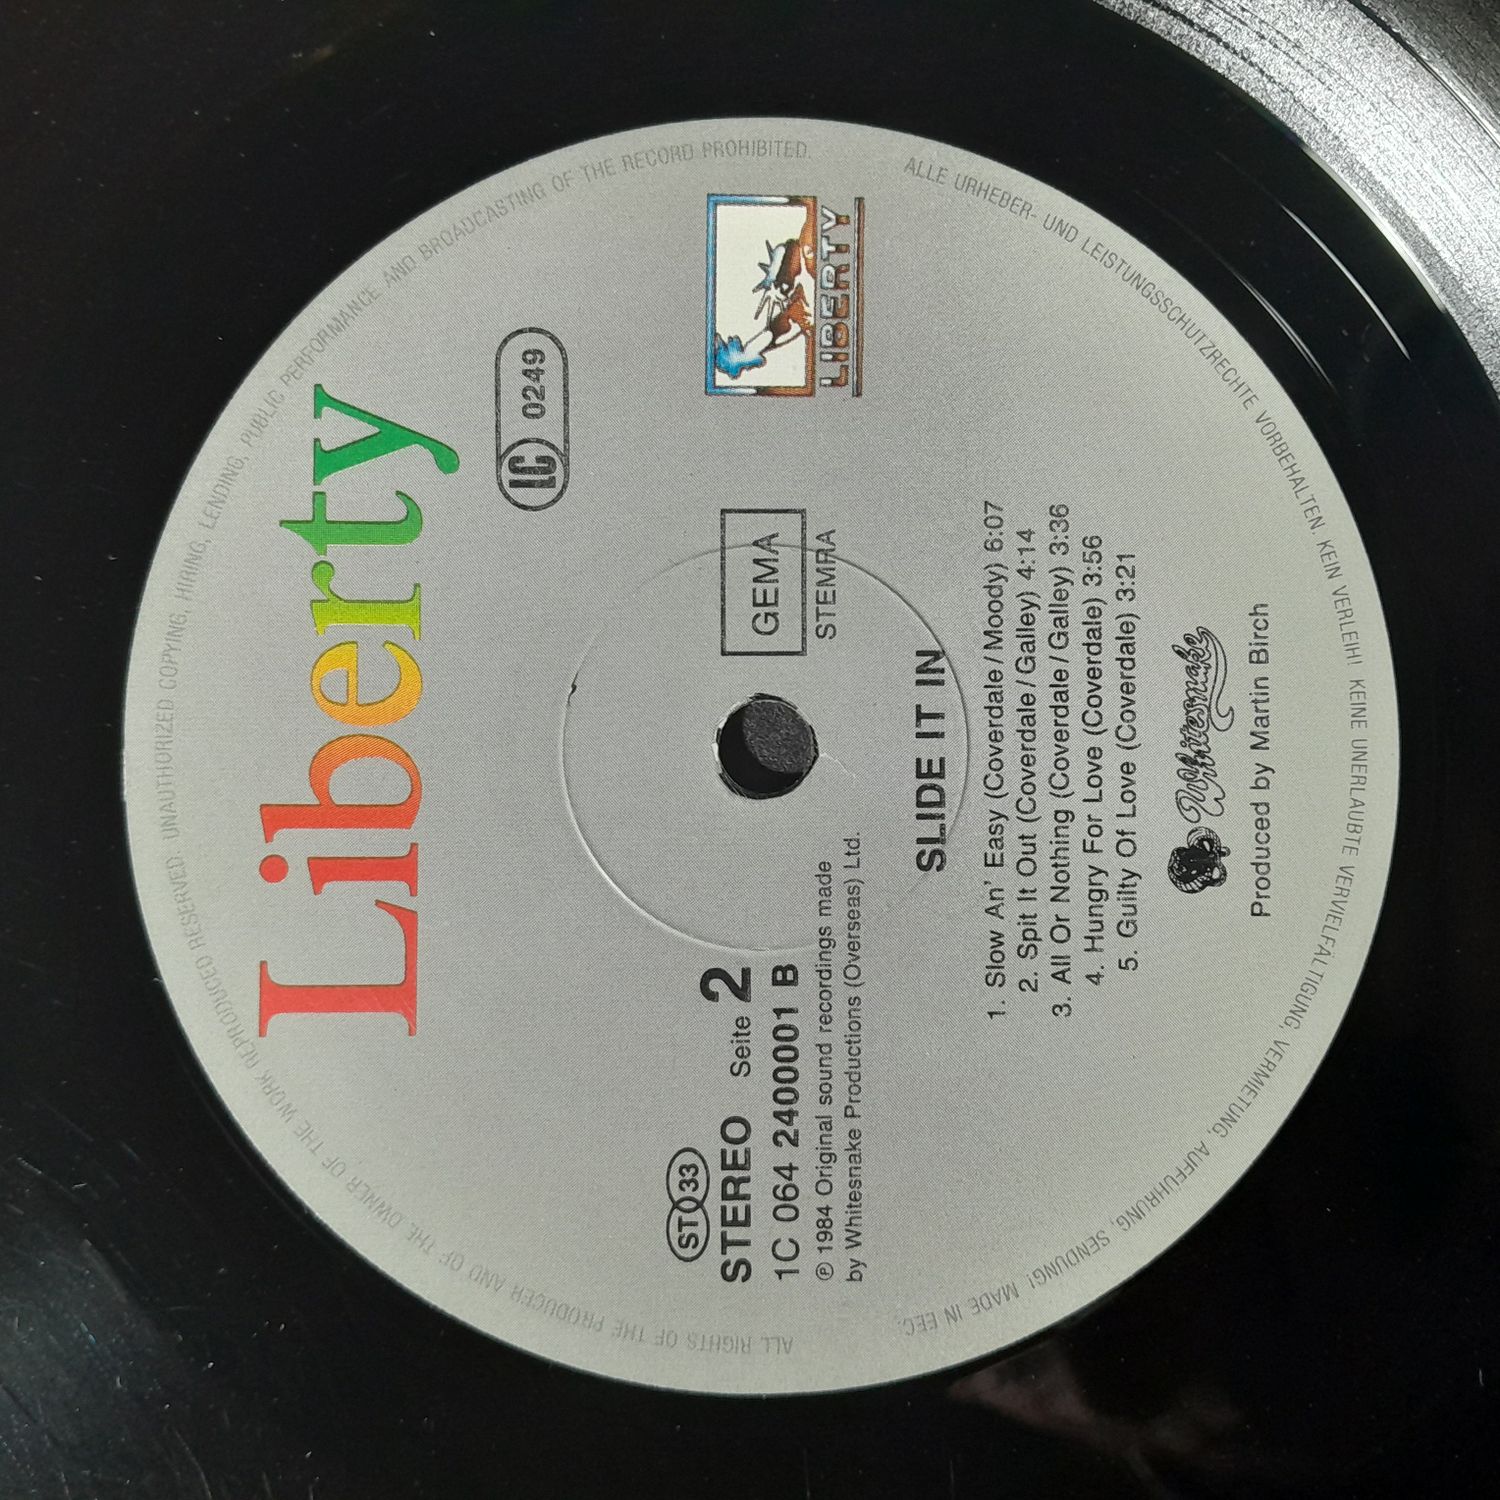 Liberty
LC 0249
ST 33
STEREO Seite 2
1C 064 2400001 B
℗ 1984 Original sound recordings made
by Whitesnake Productions (Overseas) Ltd.
GEMA
STEMRA
LIBERTY
SLIDE IT IN
1. Slow An' Easy (Coverdale/Moody) 6:07
2. Spit It Out (Coverdale/Galley) 4:14
3. All Or Nothing (Coverdale/Galley) 3:36
4. Hungry For Love (Coverdale) 3:56
5. Guilty Of Love (Coverdale) 3:21
Whitesnake
Produced by Martin Birch
ALL RIGHTS OF THE PRODUCER AND OF THE OWNER OF THE WORK REPRODUCED RESERVED. UNAUTHORIZED COPYING, HIRING, LENDING, PUBLIC PERFORMANCE AND BROADCASTING OF THE RECORD PROHIBITED.
ALLE URHEBER- UND LEISTUNGSSCHUTZRECHTE VORBEHALTEN. KEIN VERLEIH! KEINE UNERLAUBTE VERVIELFÄLTIGUNG, VERMIETUNG, AUFFÜHRUNG, SENDUNG! MADE IN EEC.